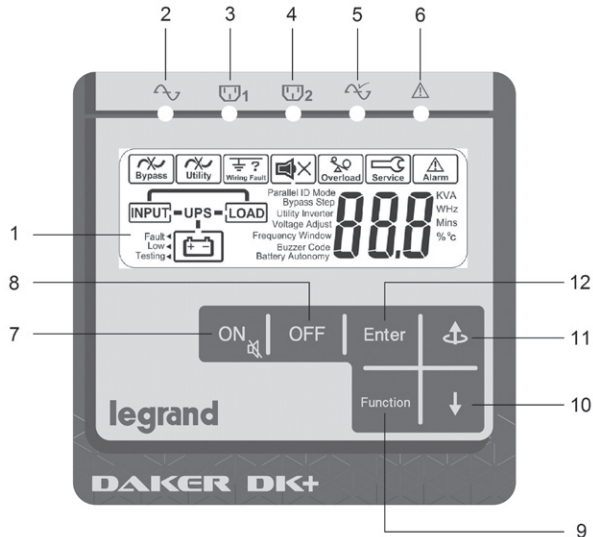 2 3 4 5 6
1 2
Bypass Utility ? Wiring Fault Overload Service Alarm
Parallel ID Mode
Bypass Step
INPUT UPS LOAD
Utility Inverter
Voltage Adjust
Fault
Frequency Window
Low
Buzzer Code
Testing
Battery Autonomy
+ -
88.8
KVA
WHz
Mins
% °C
1
8 12
7 ON OFF Enter 11
Function 10
legrand
DAKER DK+
9